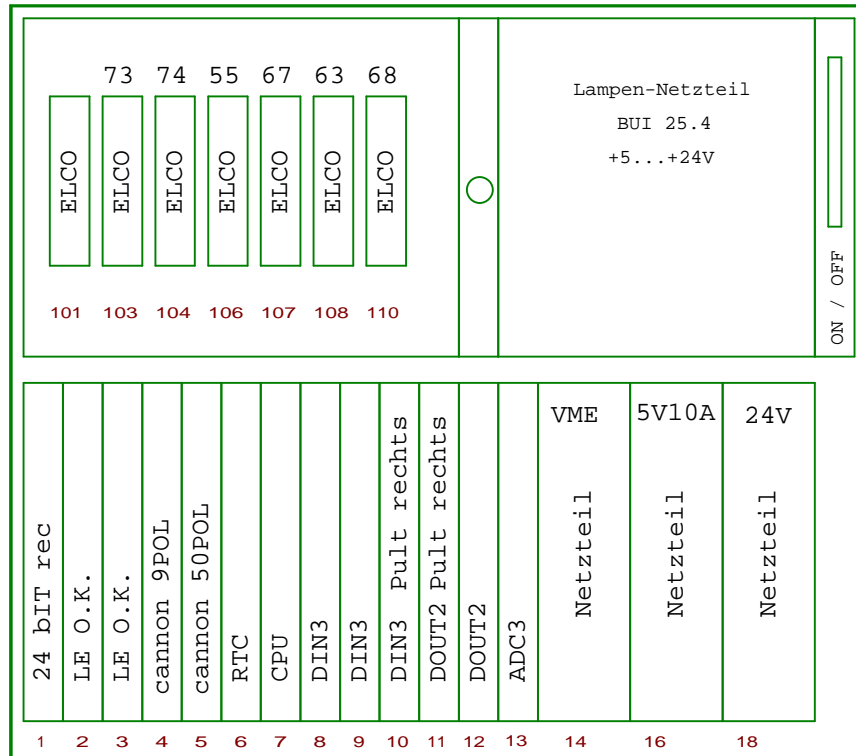 73 74 55 67 63 68
ELCO ELCO ELCO ELCO ELCO ELCO ELCO
101 103 104 106 107 108 110
Lampen-Netzteil
BUI 25.4
+5...+24V
ON / OFF
24 bIT rec
LE O.K.
LE O.K.
cannon 9POL
cannon 50POL
RTC
CPU
DIN3
DIN3
DIN3 Pult rechts
DOUT2 Pult rechts
DOUT2
ADC3
VME
Netzteil
5V10A
Netzteil
24V
Netzteil
1 2 3 4 5 6 7 8 9 10 11 12 13 14 16 18